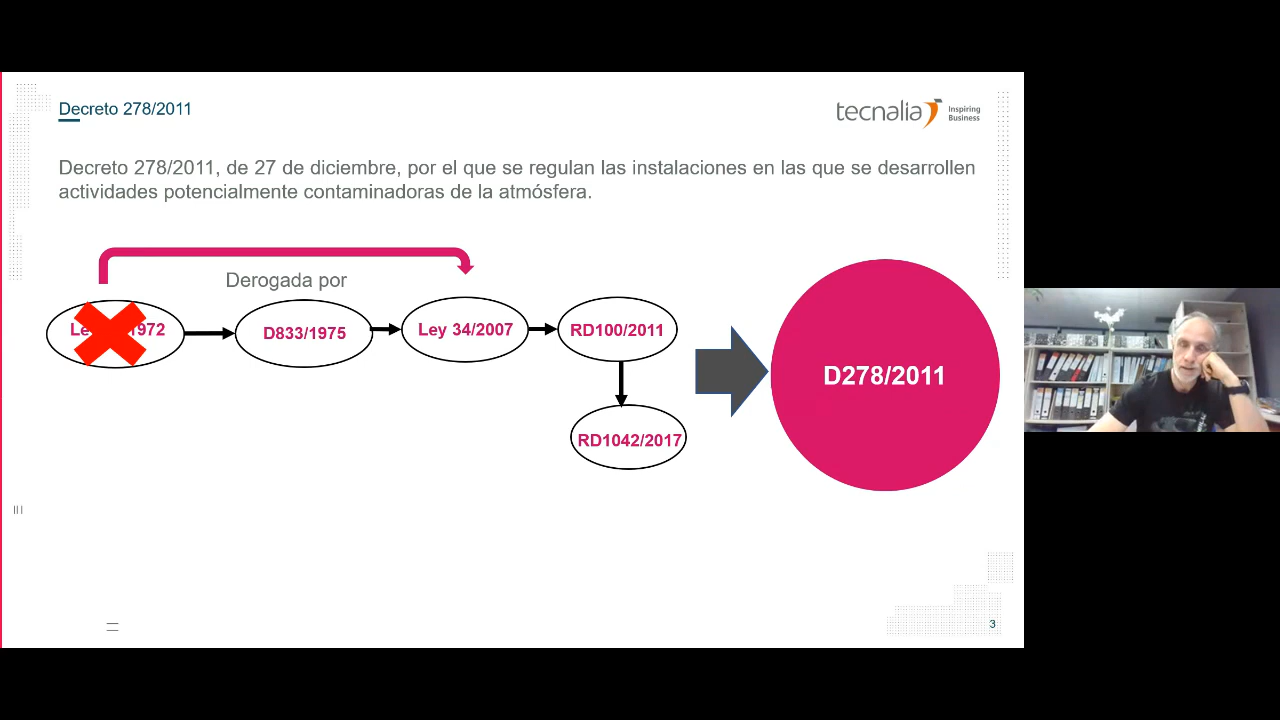 Decreto 278/2011
tecnalia Inspiring
Business
Decreto 278/2011, de 27 de diciembre, por el que se regulan las instalaciones en las que se desarrollen
actividades potencialmente contaminadoras de la atmósfera.
Derogada por
1972
D833/1975
Ley 34/2007
RD100/2011
D278/2011
RD1042/2017
3